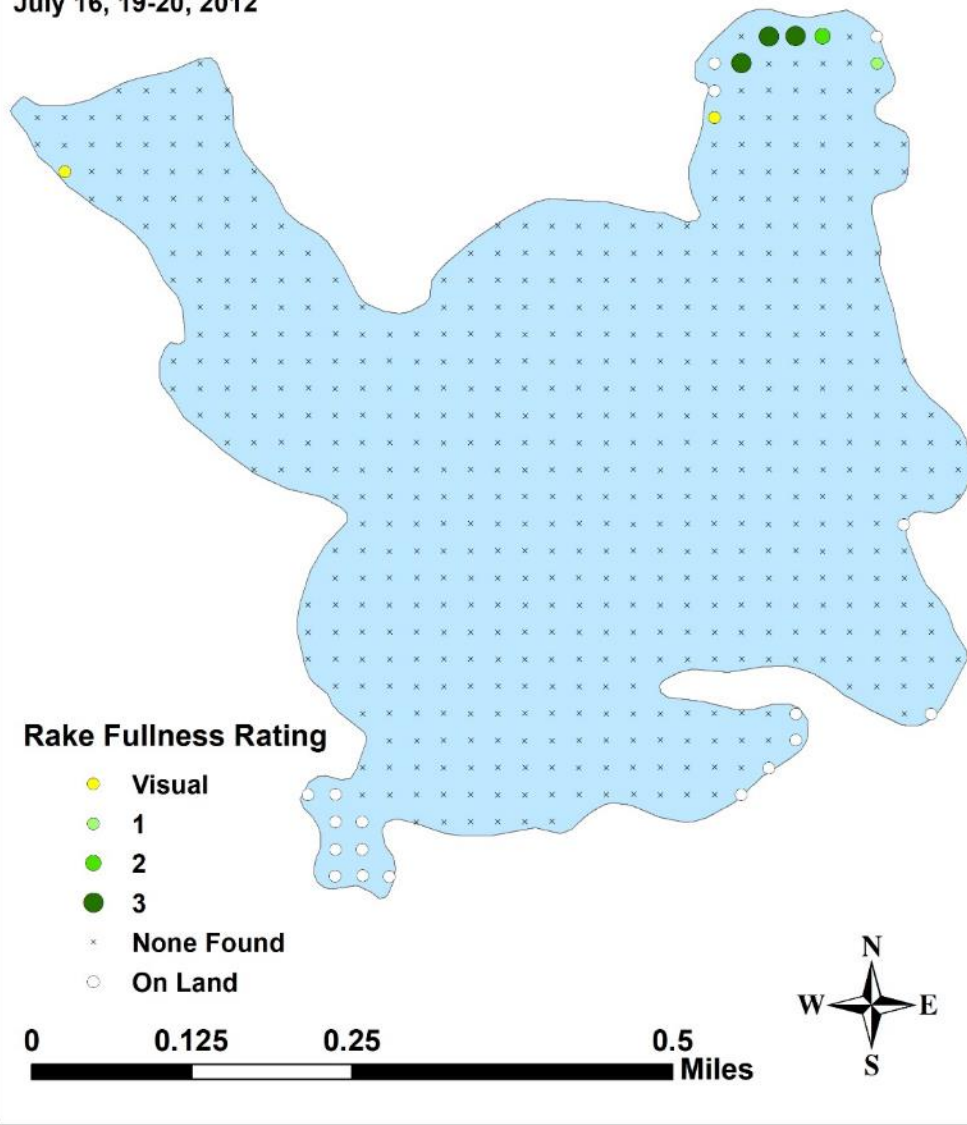 July 16, 19-20, 2012
Rake Fullness Rating
Visual
1
2
3
None Found
On Land
N
W E
S
0 0.125 0.25 0.5
Miles